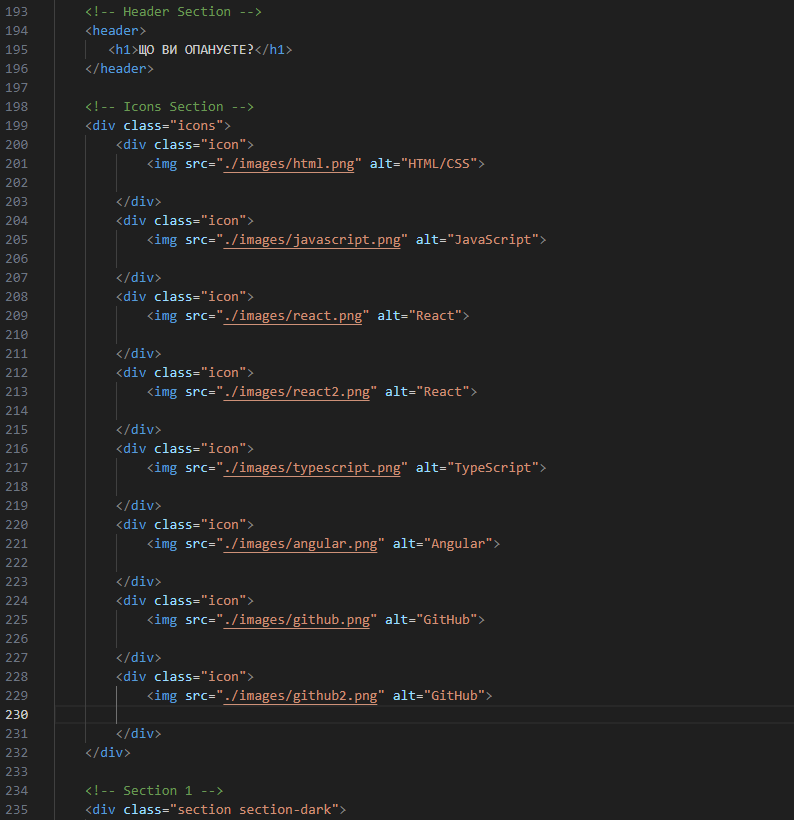 193 <!-- Header Section -->
194 <header>
195 <h1>ЩО ВИ ОПАНУЄТЕ?</h1>
196 </header>
197
198 <!-- Icons Section -->
199 <div class="icons">
200 <div class="icon">
201 <img src="./images/html.png" alt="HTML/CSS">
202
203 </div>
204 <div class="icon">
205 <img src="./images/javascript.png" alt="JavaScript">
206
207 </div>
208 <div class="icon">
209 <img src="./images/react.png" alt="React">
210
211 </div>
212 <div class="icon">
213 <img src="./images/react2.png" alt="React">
214
215 </div>
216 <div class="icon">
217 <img src="./images/typescript.png" alt="TypeScript">
218
219 </div>
220 <div class="icon">
221 <img src="./images/angular.png" alt="Angular">
222
223 </div>
224 <div class="icon">
225 <img src="./images/github.png" alt="GitHub">
226
227 </div>
228 <div class="icon">
229 <img src="./images/github2.png" alt="GitHub">
230
231 </div>
232 </div>
233
234 <!-- Section 1 -->
235 <div class="section section-dark">